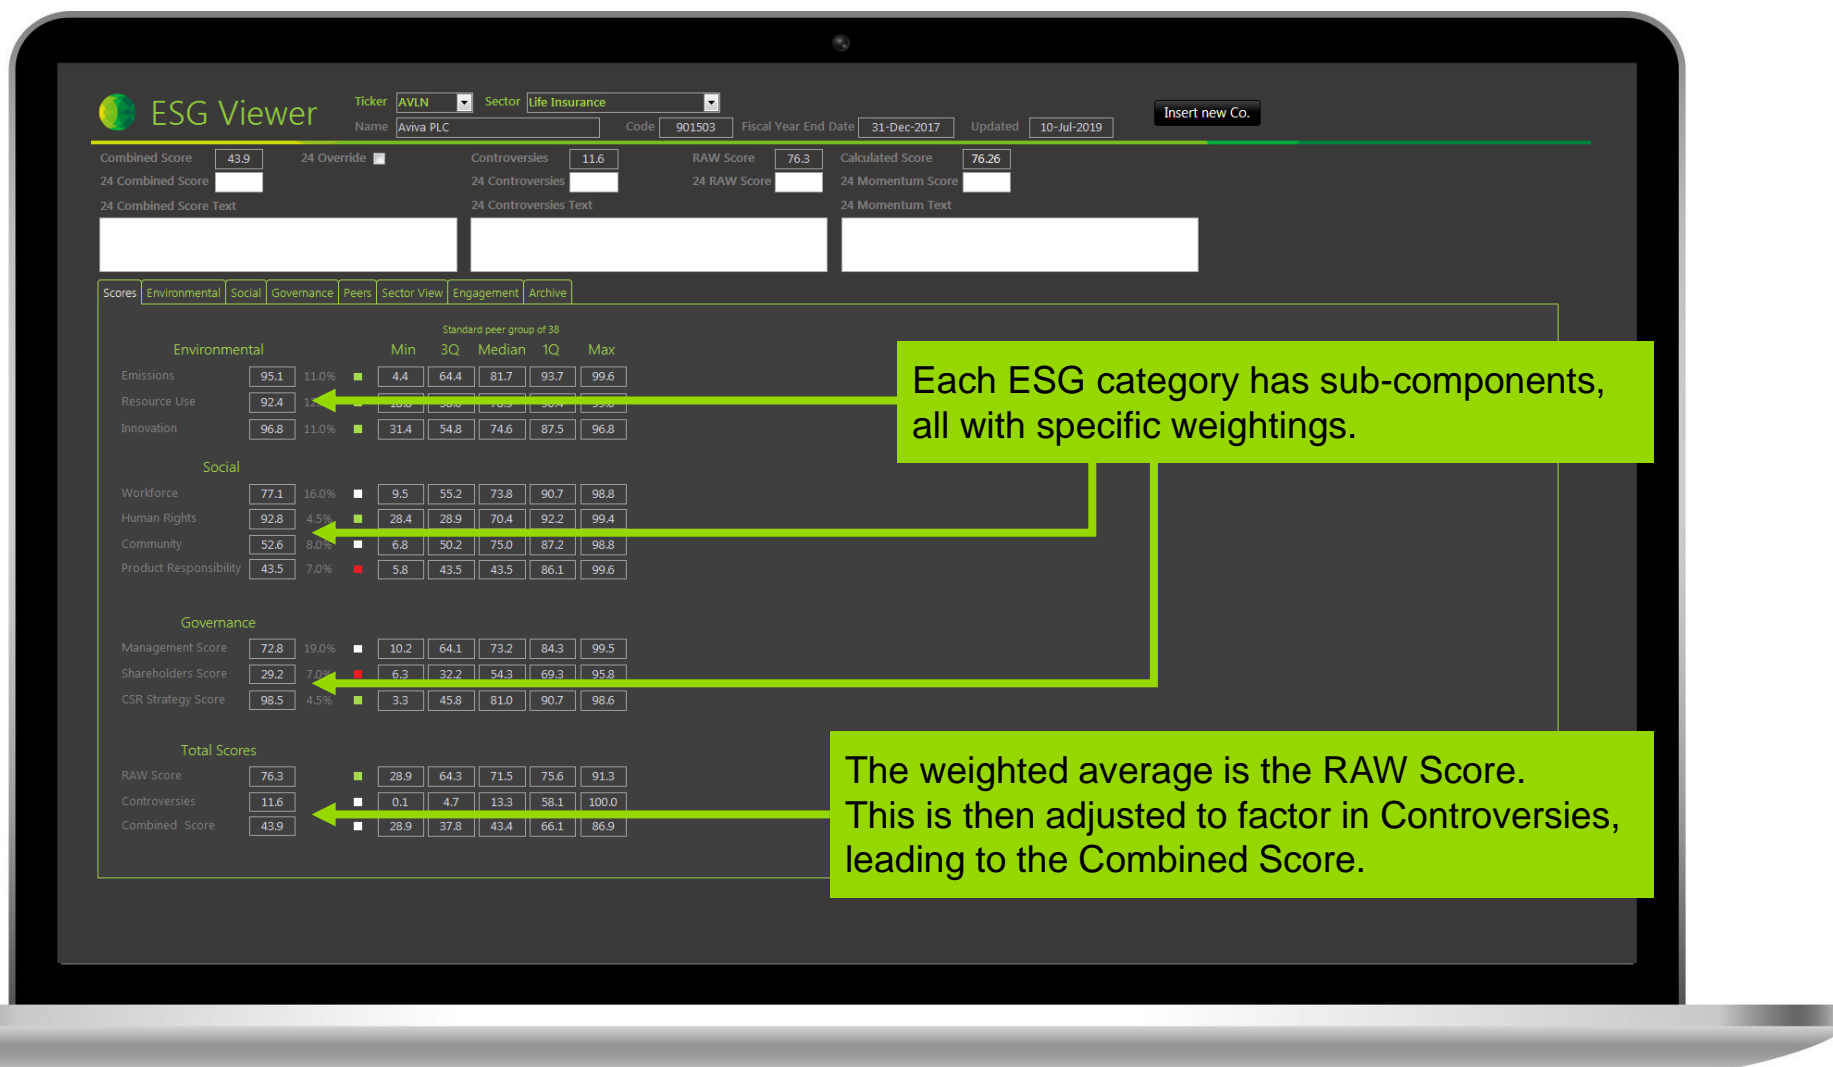 ESG Viewer
Ticker AVLN Sector Life Insurance
Insert new Co.
Name Aviva PLC Code 901503 Fiscal Year End Date 31-Dec-2017 Updated 10-Jul-2019
Combined Score 43.9 24 Override Controversies 11.6 RAW Score 76.3 Calculated Score 76.26
24 Combined Score 24 Controversies 24 RAW Score 24 Momentum Score
24 Combined Score Text 24 Controversies Text 24 Momentum Text
Scores Environmental Social Governance Peers Sector View Engagement Archive
Standard peer group of 38
Environmental Min 3Q Median 1Q Max
Emissions 95.1 11.0% 4.4 64.4 81.7 93.7 99.6
Resource Use 92.4
Innovation 96.8 11.0% 31.4 54.8 74.6 87.5 96.8
Each ESG category has sub-components,
all with specific weightings.
Social
Workforce 77.1 16.0% 9.5 55.2 73.8 90.7 98.8
Human Rights 92.8 4.5% 28.4 28.9 70.4 92.2 99.4
Community 52.6 8.0% 6.8 50.2 75.0 87.2 98.8
Product Responsibility 43.5 7.0% 5.8 43.5 43.5 86.1 99.6
Governance
Management Score 72.8 19.0% 10.2 64.1 73.2 84.3 99.5
Shareholders Score 29.2 7.0% 6.3 32.2 54.3 69.3 95.8
CSR Strategy Score 98.5 4.5% 3.3 45.8 81.0 90.7 98.6
Total Scores
RAW Score 76.3 28.9 64.3 71.5 75.6 91.3
Controversies 11.6 0.1 4.7 13.3 58.1 100.0
Combined Score 43.9 28.9 37.8 43.4 66.1 86.9
The weighted average is the RAW Score.
This is then adjusted to factor in Controversies,
leading to the Combined Score.